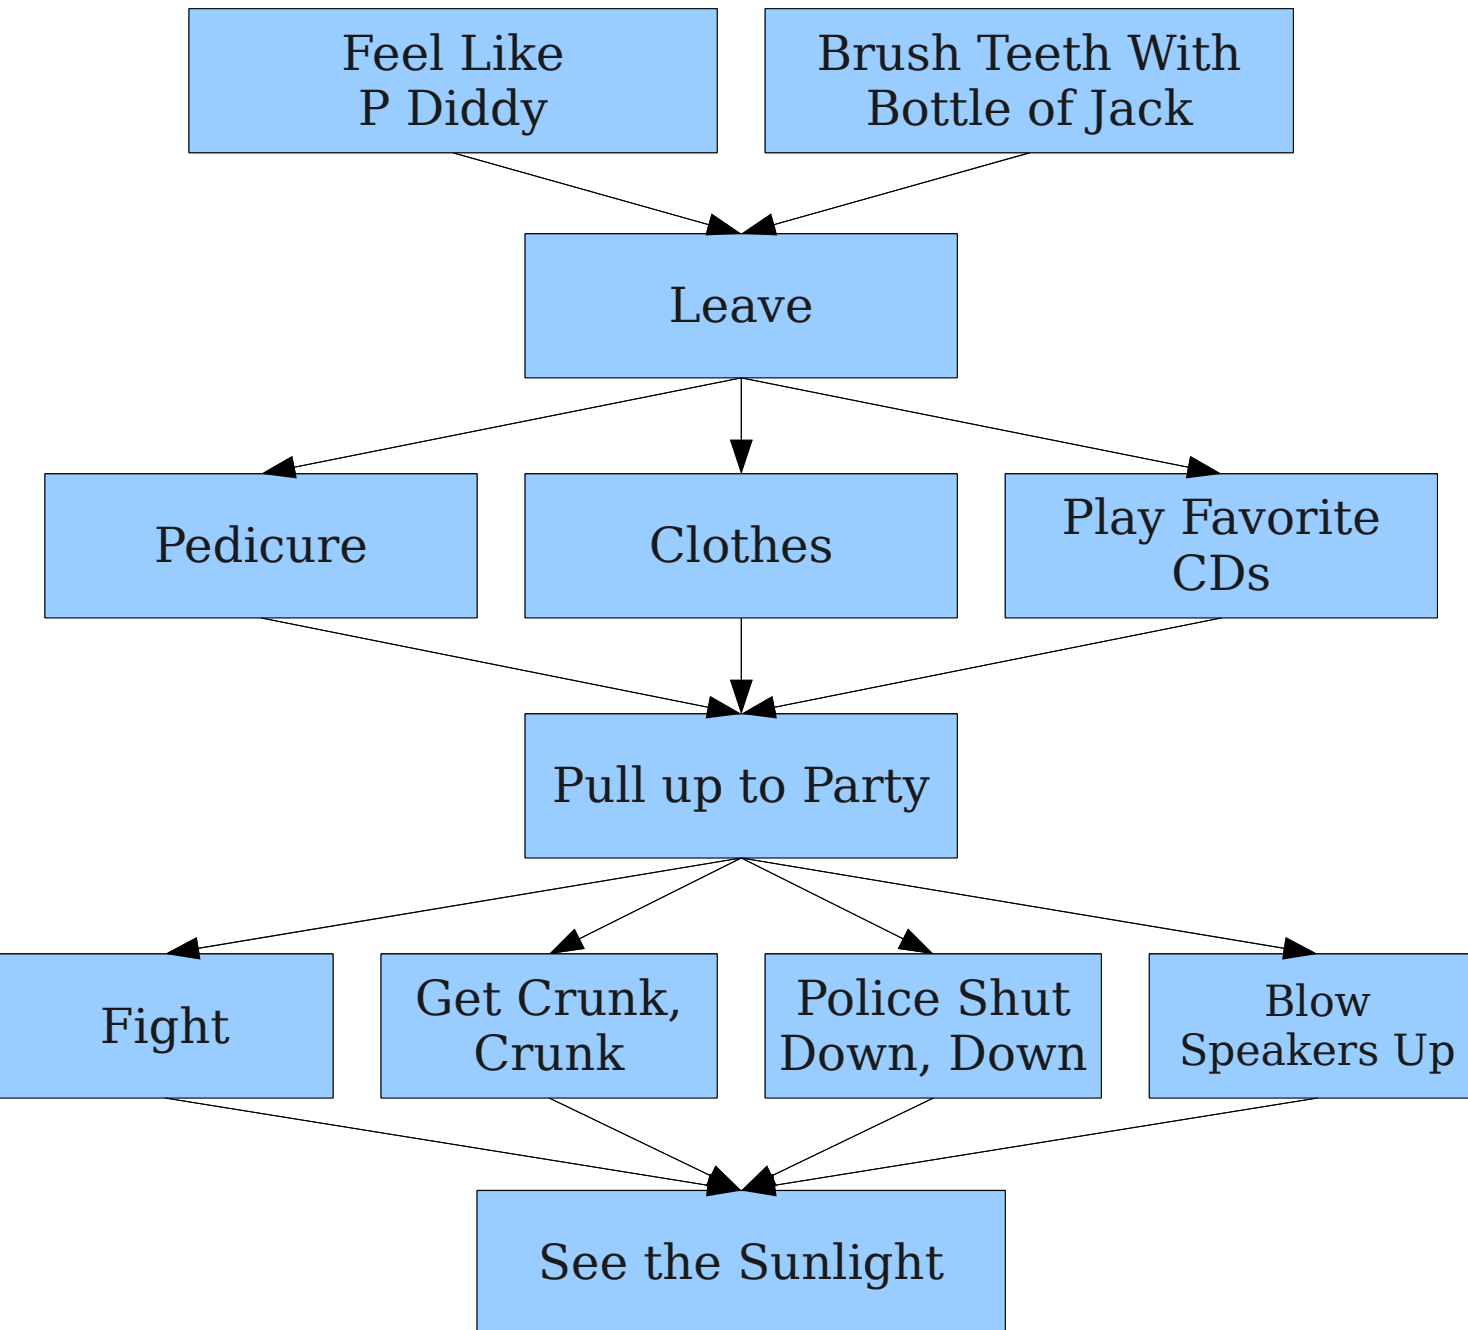 Feel Like
P Diddy
Brush Teeth With
Bottle of Jack
Leave
Pedicure
Clothes
Play Favorite
CDs
Pull up to Party
Fight
Get Crunk,
Crunk
Police Shut
Down, Down
Blow
Speakers Up
See the Sunlight